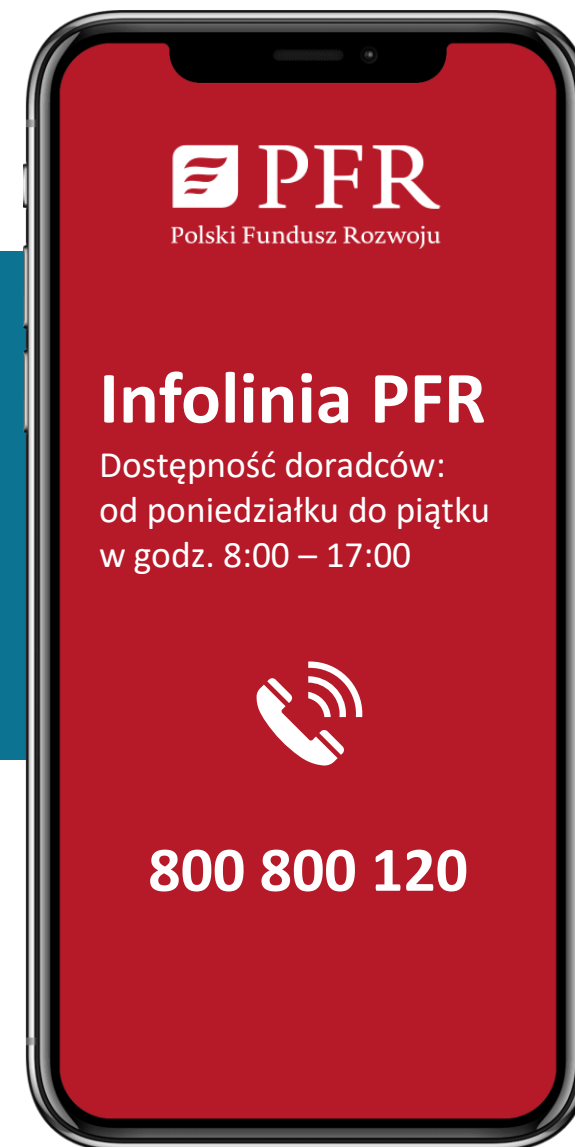 PFR
Polski Fundusz Rozwoju
Infolinia PFR
Dostępność doradców:
od poniedziałku do piątku
w godz. 8:00 – 17:00
800 800 120